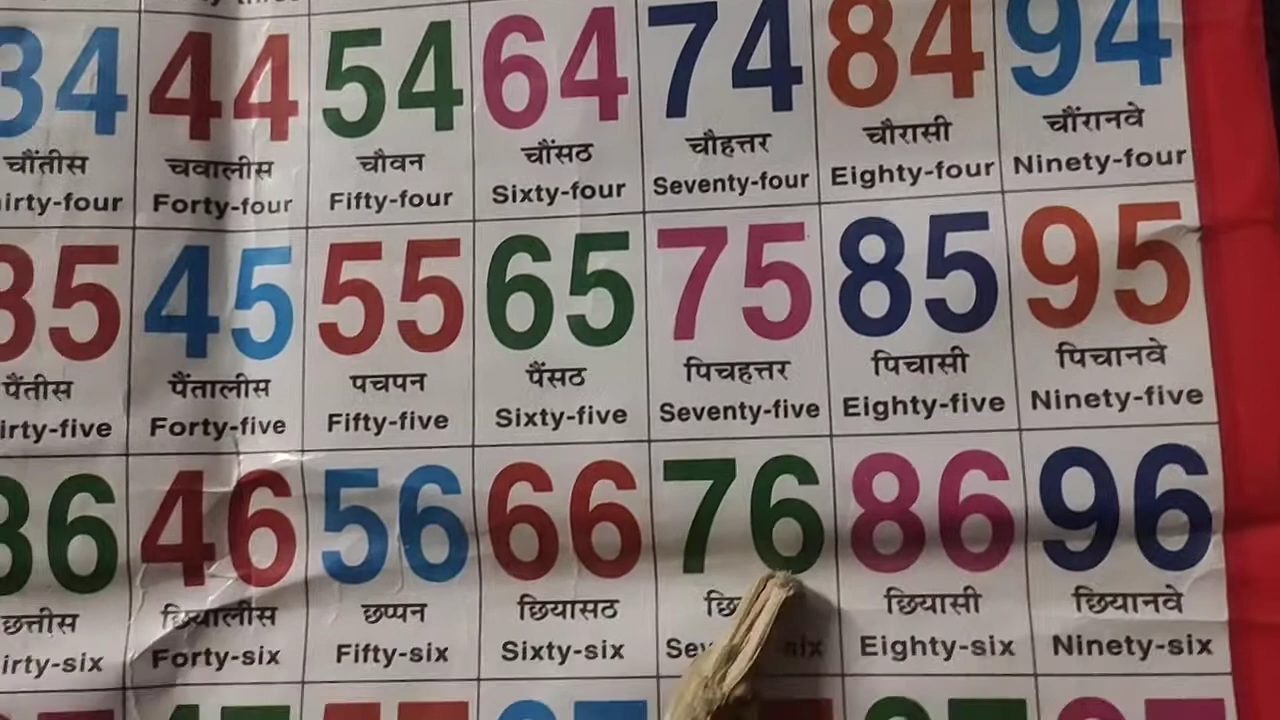 34 44 54 64 74 84 94
चौंतीस चवालीस चौवन चौंसठ चौहत्तर चौरासी चौंरानवे
Forty-four Fifty-four Sixty-four Seventy-four Eighty-four Ninety-four
35 45 55 65 75 85 95
पैंतीस पैंतालीस पचपन पैंसठ पिचहत्तर पिचासी पिचानवे
Forty-five Fifty-five Sixty-five Seventy-five Eighty-five Ninety-five
36 46 56 66 76 86 96
छत्तीस छियालीस छप्पन छियासठ छियासी छियानवे
Forty-six Fifty-six Sixty-six Eighty-six Ninety-six